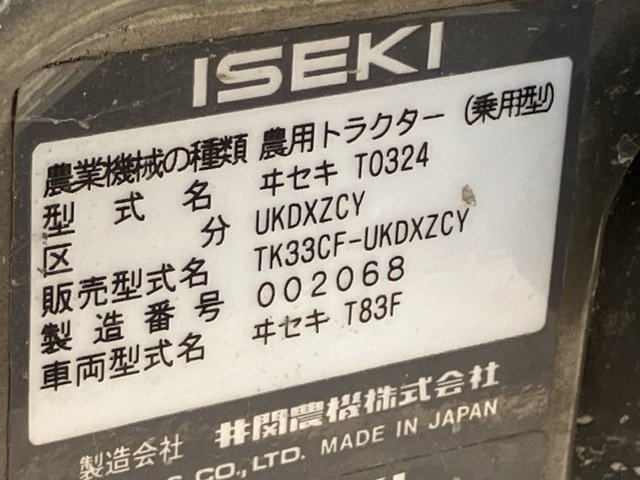 ISEKI
農業機械の種類 農用トラクター (乗用型)
型式名 ヰセキ T0324
区分 UKDXZCY
販売型式名 TK33CF-UKDXZCY
製造番号 002068
車両型式名 ヰセキ T83F
製造会社 井関農機株式会社
CO.,LTD. MADE IN JAPAN